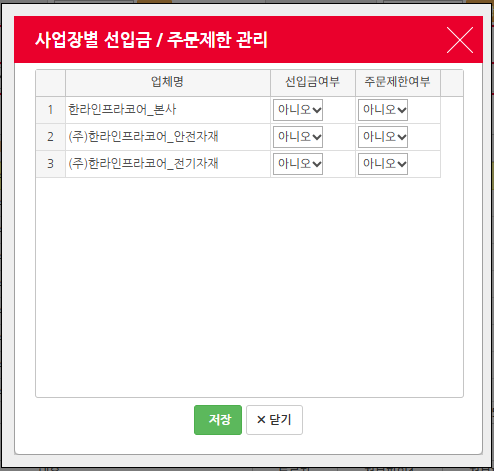 사업장별 선입금 / 주문제한 관리
업체명 선입금여부 주문제한여부
1 한라인프라코어_본사 아니오 아니오
2 (주)한라인프라코어_안전자재 아니오 아니오
3 (주)한라인프라코어_전기자재 아니오 아니오
저장 × 닫기